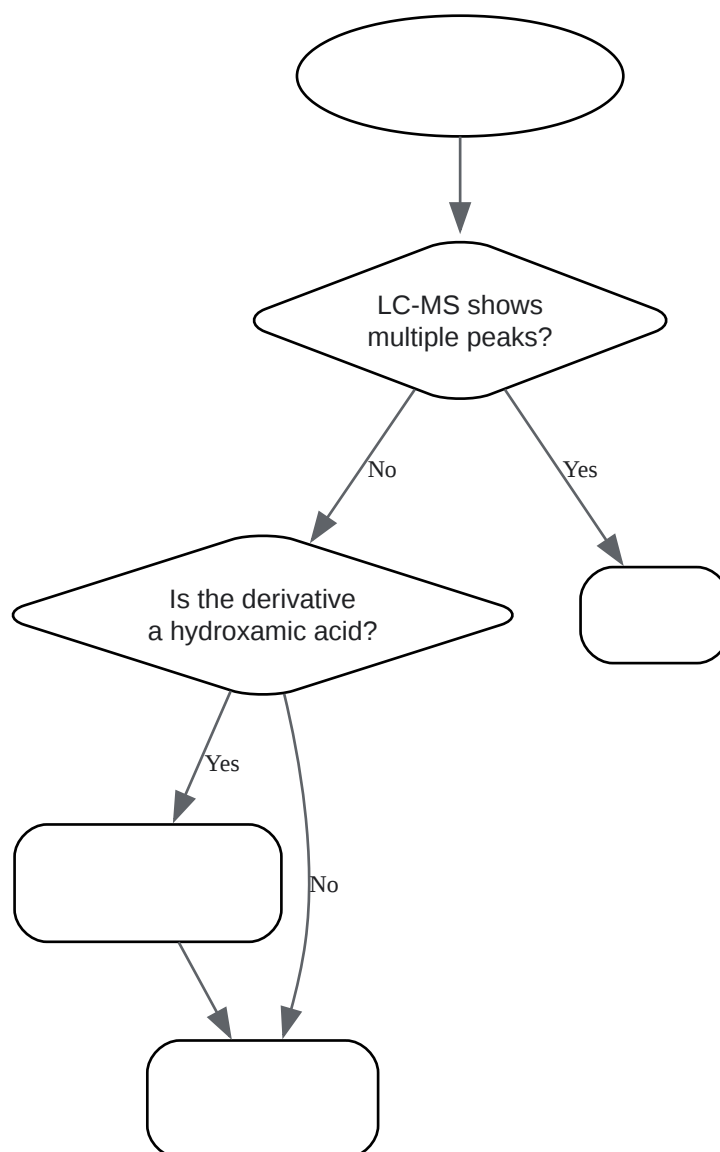 LC-MS shows
multiple peaks?
No
Yes
Is the derivative
a hydroxamic acid?
Yes
No